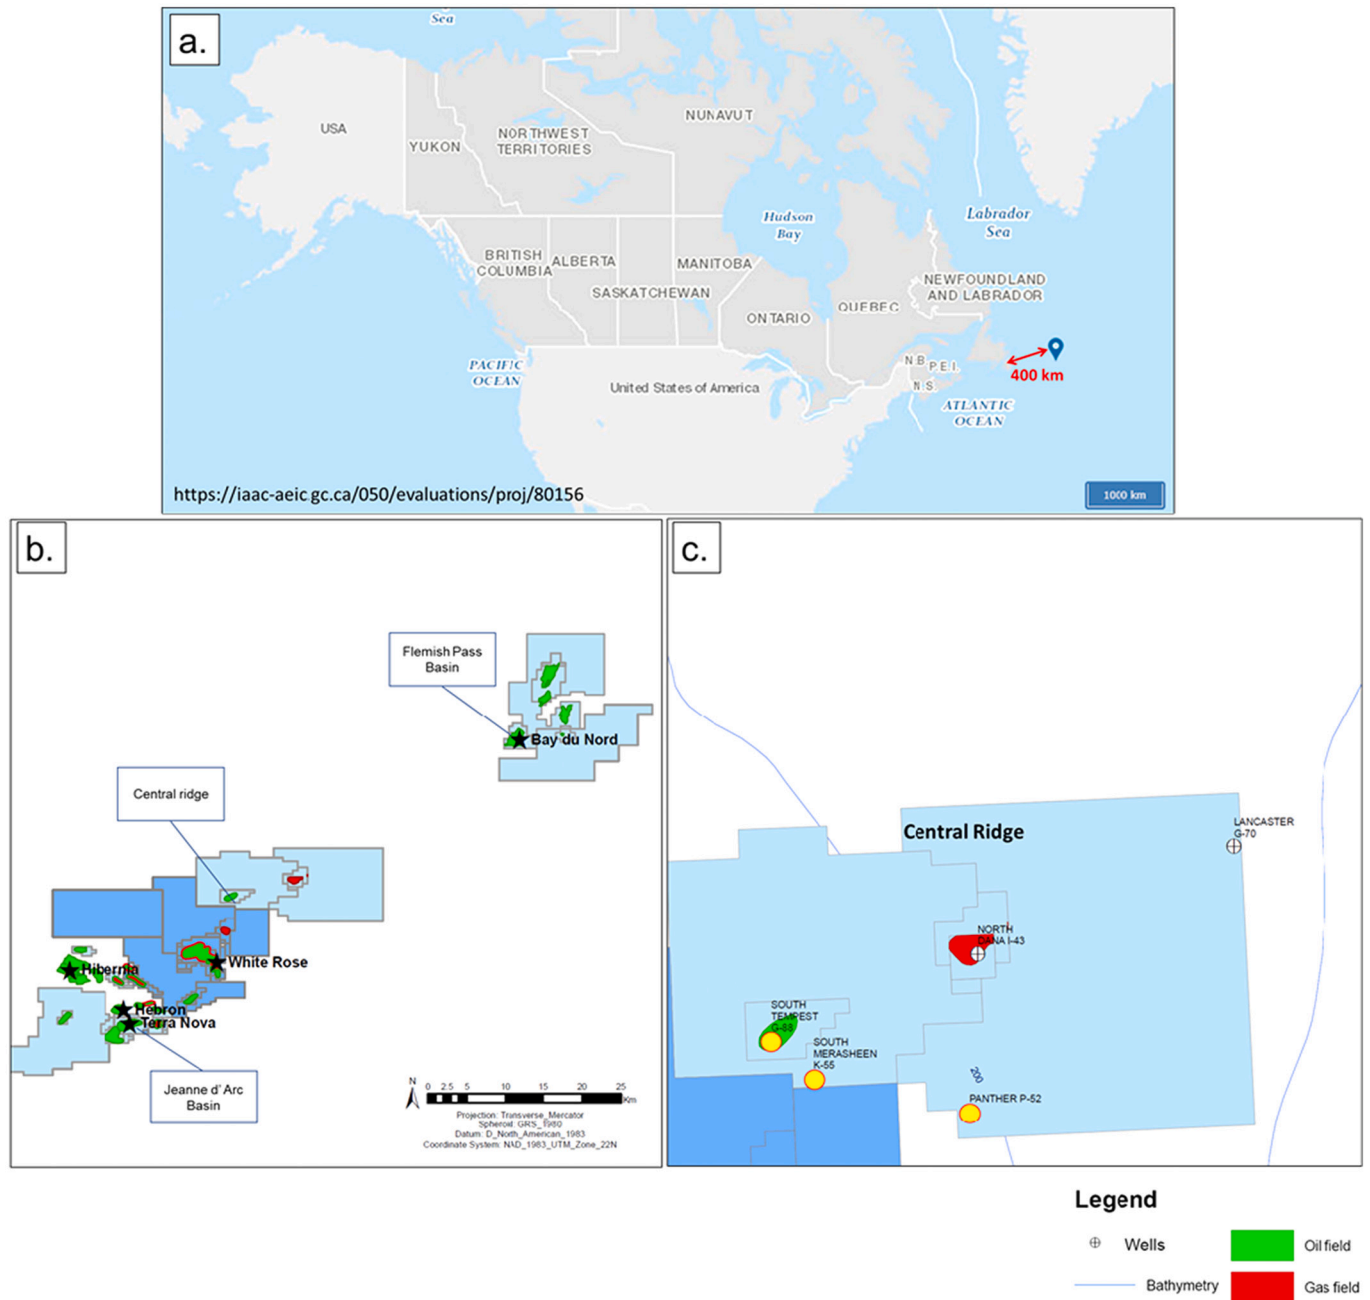 a.
Sea
USA
YUKON
NORTHWEST
TERRITORIES
NUNAVUT
Hudson
Bay
Labrador
Sea
BRITISH
COLUMBIA
ALBERTA
SASKATCHEWAN
MANITOBA
ONTARIO
QUEBEC
NEWFOUNDLAND
AND LABRADOR
N.B.
P.E.I.
N.S.
400 km
PACIFIC
OCEAN
United States of America
ATLANTIC
OCEAN
https://iaac-aeic.gc.ca/050/evaluations/proj/80156
1000 km
b.
Flemish Pass
Basin
Bay du Nord
Central ridge
White Rose
Hibernia
Hebron
Terra Nova
Jeanne d' Arc
Basin
N
0 2.5 5 10 15 20 25
Km
Projection: Transverse_Mercator
Spheroid: GRS_1980
Datum: D_North_American_1983
Coordinate System: NAD_1983_UTM_Zone_22N
c.
Central Ridge
LANCASTER
G-70
NORTH
DANA I-43
SOUTH
TEMPEST
G-88
SOUTH
MERASHEEN
K-55
200
PANTHER P-52
Legend
Wells
Oil field
Bathymetry
Gas field